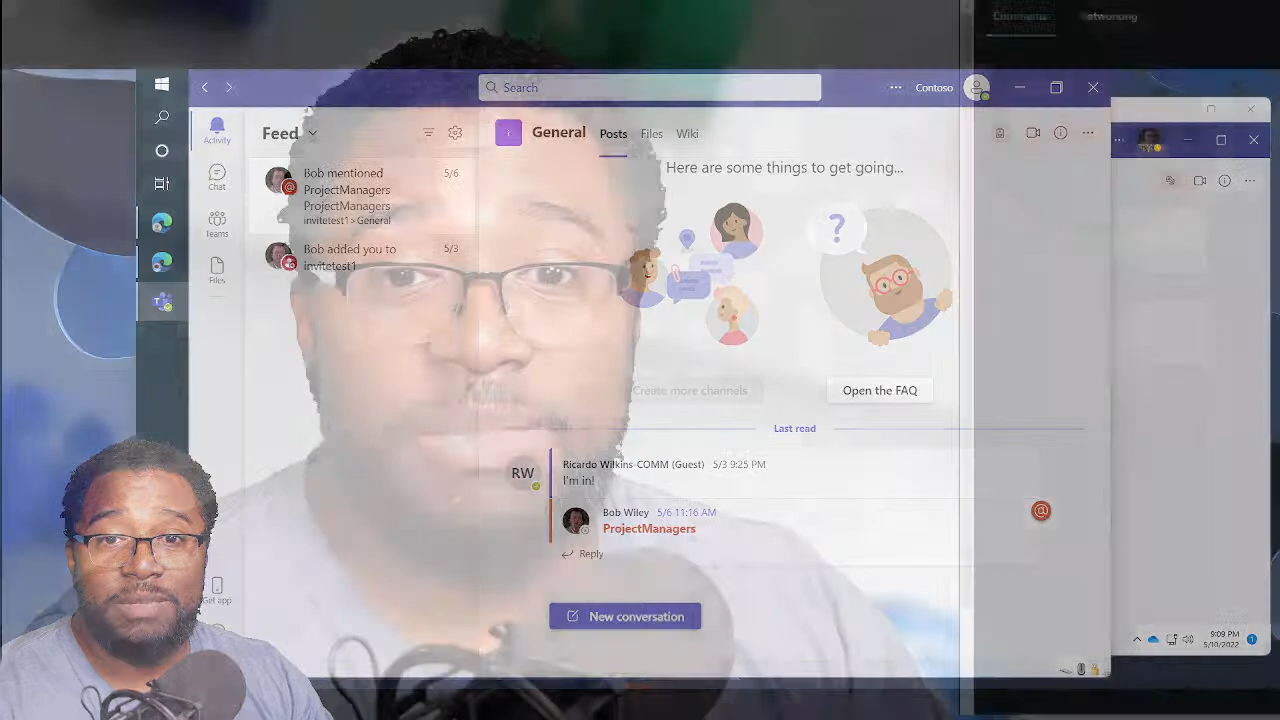 Comments
Search
Contoso
Activity
Chat
Teams
Files
Get app
Feed
Bob mentioned 5/6
ProjectManagers
ProjectManagers
invitetest1 > General
Bob added you to 5/3
invitetest1
General Posts Files Wiki
Here are some things to get going...
Create more channels
Open the FAQ
Last read
RW
Ricardo Wilkins-COMM (Guest) 5/3 9:25 PM
I'm in!
Bob Wiley 5/6 11:16 AM
ProjectManagers
Reply
New conversation
9:09 PM
5/10/2022